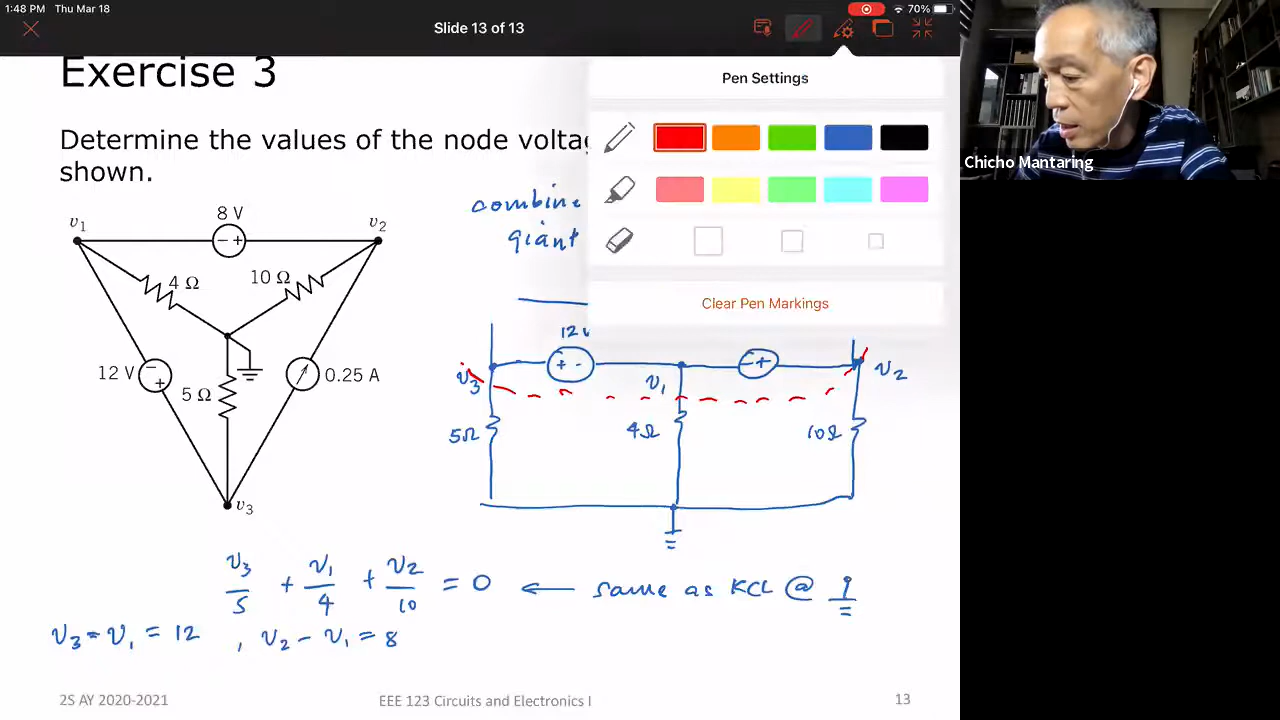 1:48 PM Thu Mar 18
70%
Slide 13 of 13
Exercise 3
Pen Settings
Determine the values of the node
shown.
Chicho Mantaring
combine
giant
Clear Pen Markings
8 V
v1
v2
4 Ω
10 Ω
12 V
5 Ω
0.25 A
v3
12 V
- +
+ -
- +
v3
v1
v2
5Ω
4Ω
10Ω
v3/5 + v1/4 + v2/10 = 0 ← same as KCL @
v3 - v1 = 12 , v2 - v1 = 8
2S AY 2020-2021
EEE 123 Circuits and Electronics I
13